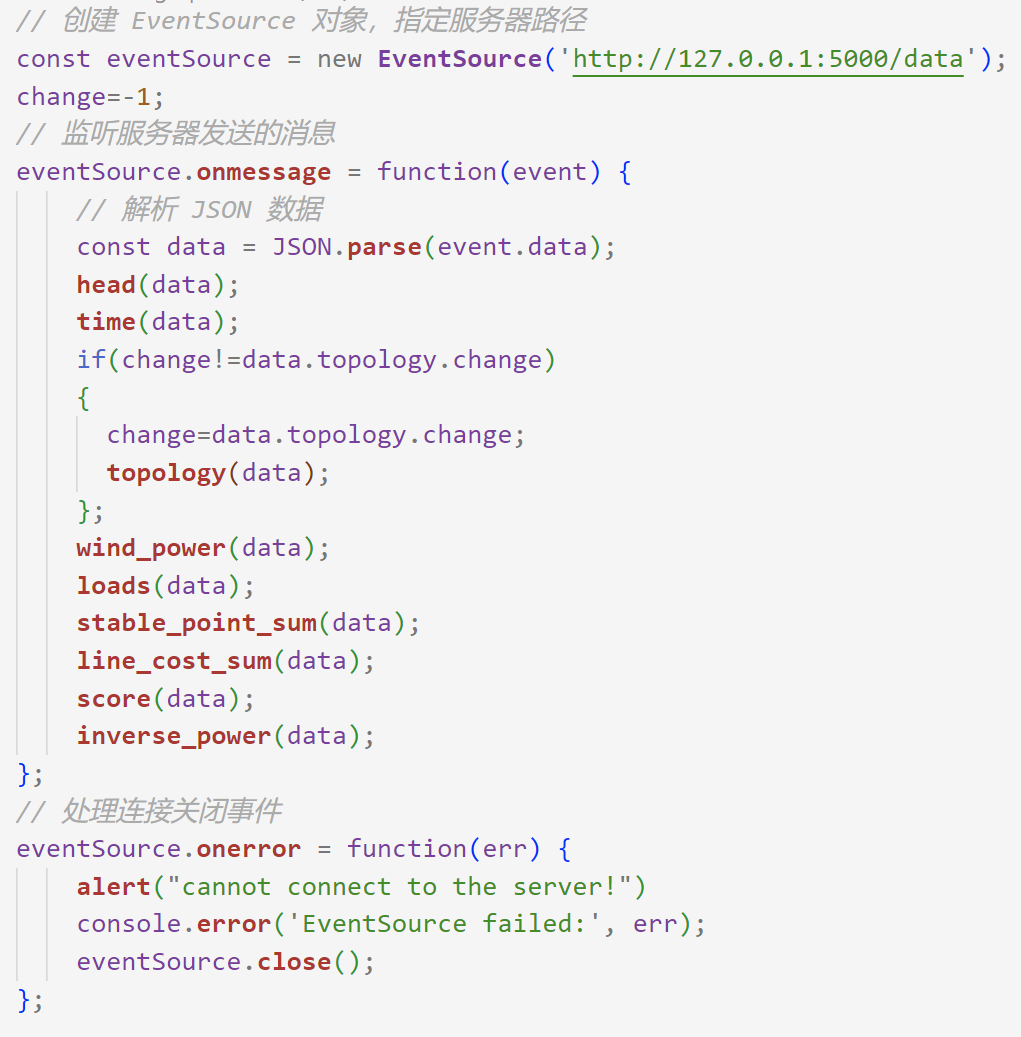 // 创建 EventSource 对象，指定服务器路径
const eventSource = new EventSource('http://127.0.0.1:5000/data');
change=-1;
// 监听服务器发送的消息
eventSource.onmessage = function(event) {
    // 解析 JSON 数据
    const data = JSON.parse(event.data);
    head(data);
    time(data);
    if(change!=data.topology.change)
    {
      change=data.topology.change;
      topology(data);
    };
    wind_power(data);
    loads(data);
    stable_point_sum(data);
    line_cost_sum(data);
    score(data);
    inverse_power(data);
};
// 处理连接关闭事件
eventSource.onerror = function(err) {
    alert("cannot connect to the server!")
    console.error('EventSource failed:', err);
    eventSource.close();
};